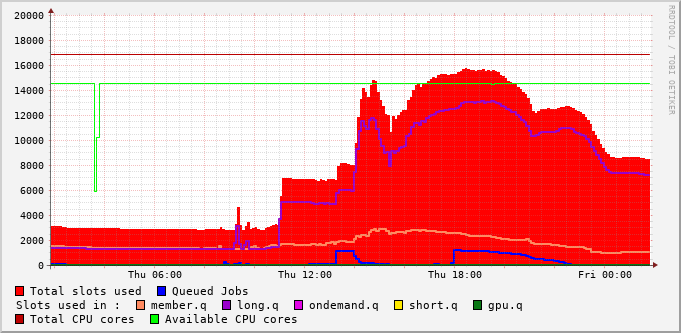 RRDTOOL / TOBI OETIKER
20000
18000
16000
14000
12000
10000
8000
6000
4000
2000
0
Thu 06:00 Thu 12:00 Thu 18:00 Fri 00:00
Total slots used Queued Jobs
Slots used in : member.q long.q ondemand.q short.q gpu.q
Total CPU cores Available CPU cores